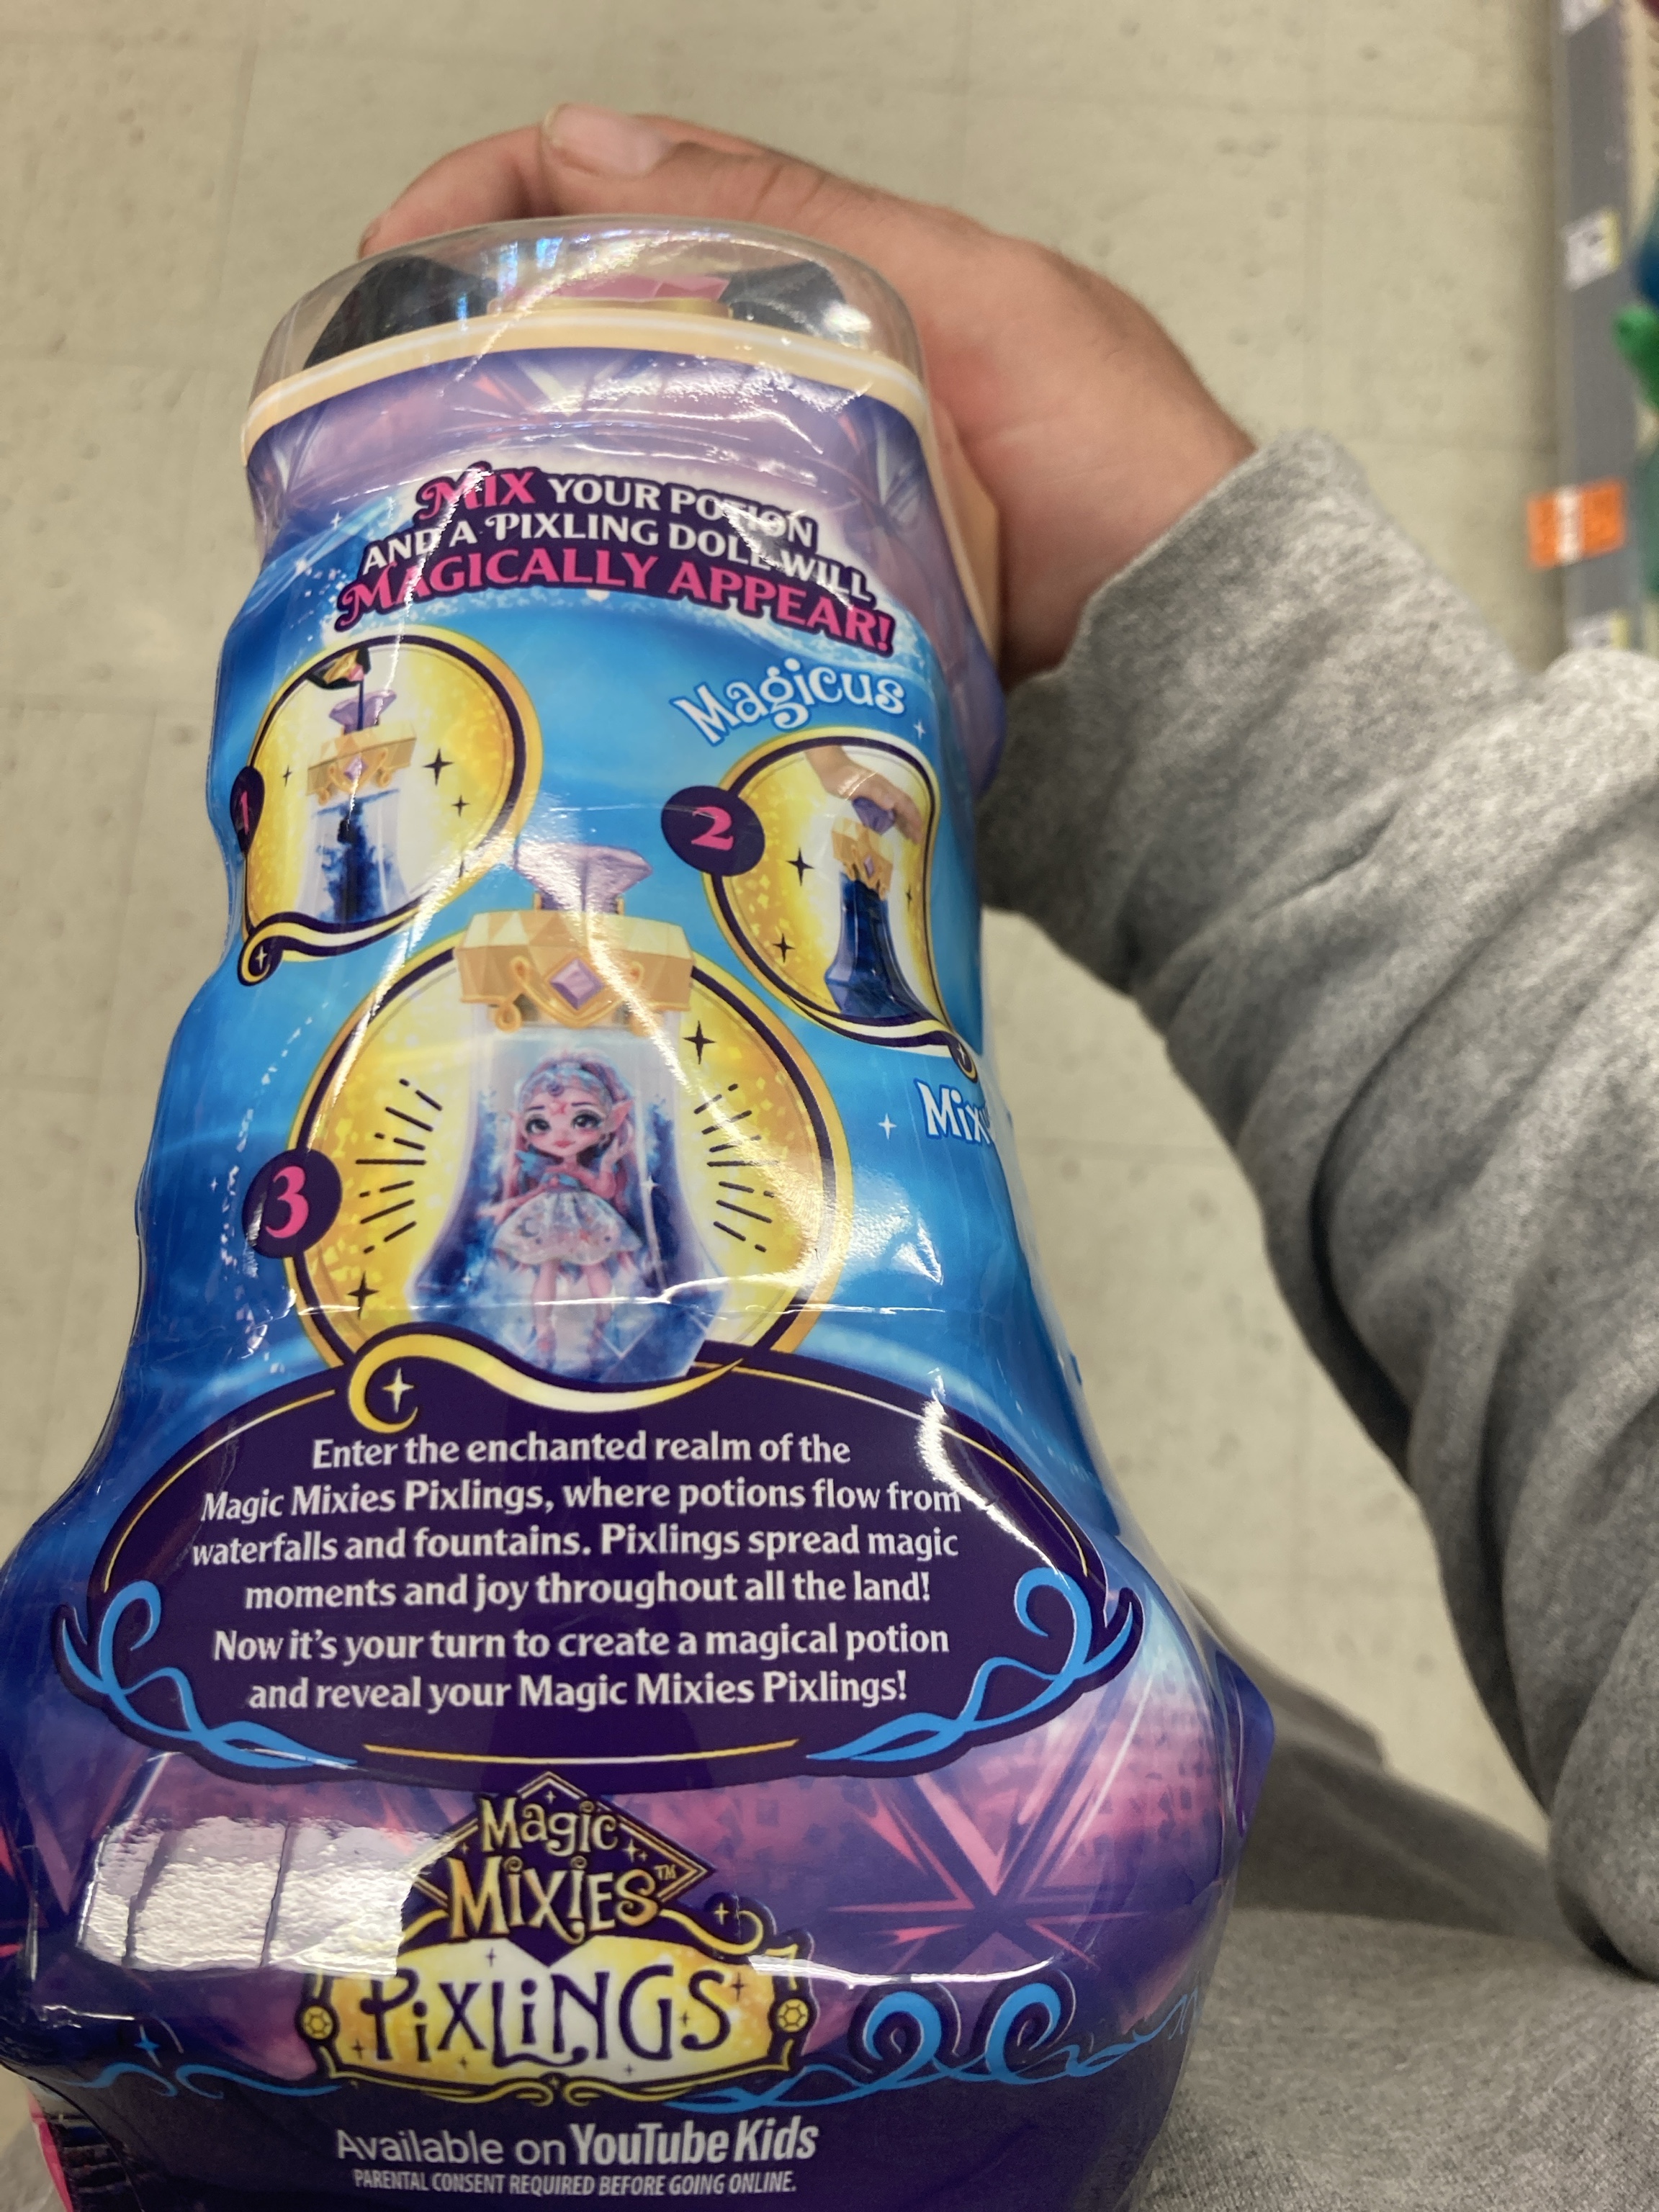 MIX YOUR POTION
AND A PIXLING DOLL WILL
MAGICALLY APPEAR!
Magicus
1
2
3
Enter the enchanted realm of the
Magic Mixies Pixlings, where potions flow from
waterfalls and fountains. Pixlings spread magic
moments and joy throughout all the land!
Now it's your turn to create a magical potion
and reveal your Magic Mixies Pixlings!
Magic
MIXIES™
PiXLiNGS
Available on YouTube Kids
PARENTAL CONSENT REQUIRED BEFORE GOING ONLINE.